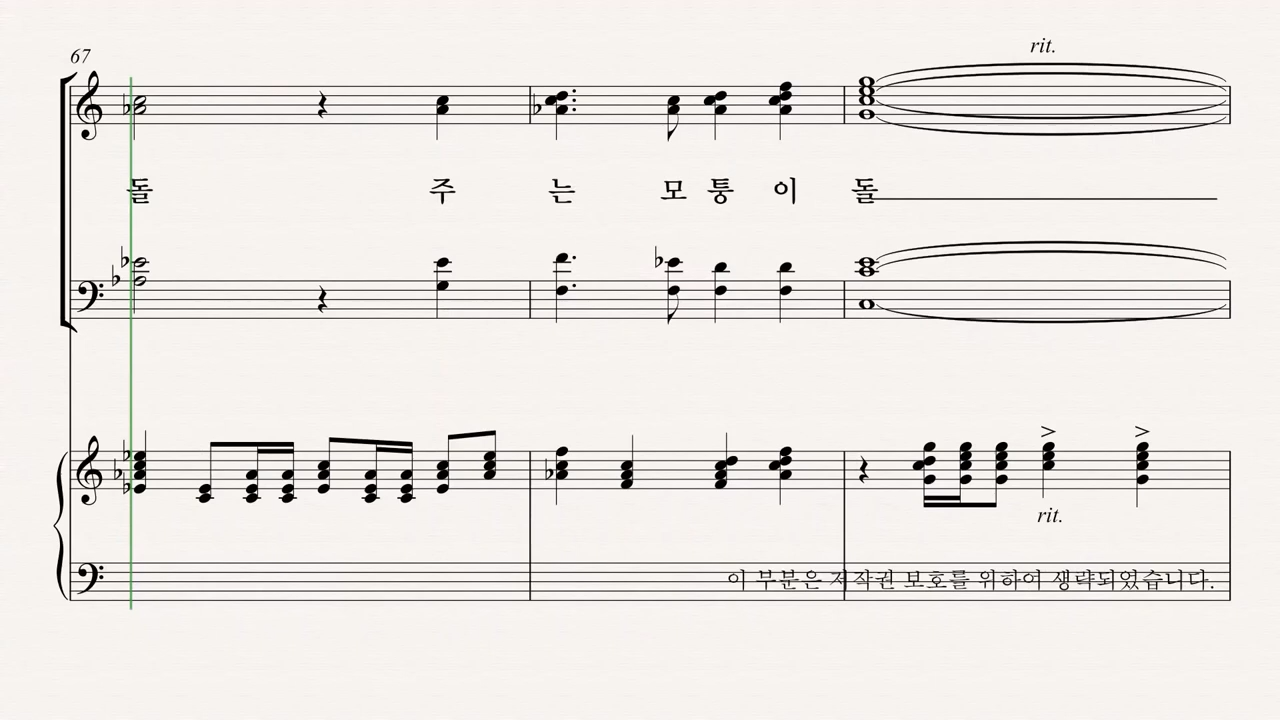 67
rit.
돌 주 는 모 퉁 이 돌
rit.
이 부분은 저작권 보호를 위하여 생략되었습니다.